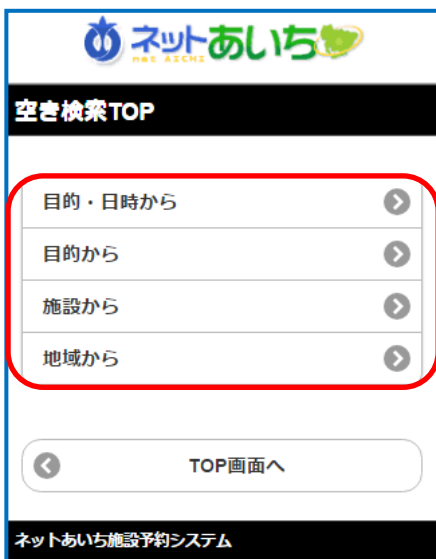 ネットあいち
net AICHI
空き検索TOP
目的・日時から
目的から
施設から
地域から
TOP画面へ
ネットあいち施設予約システム